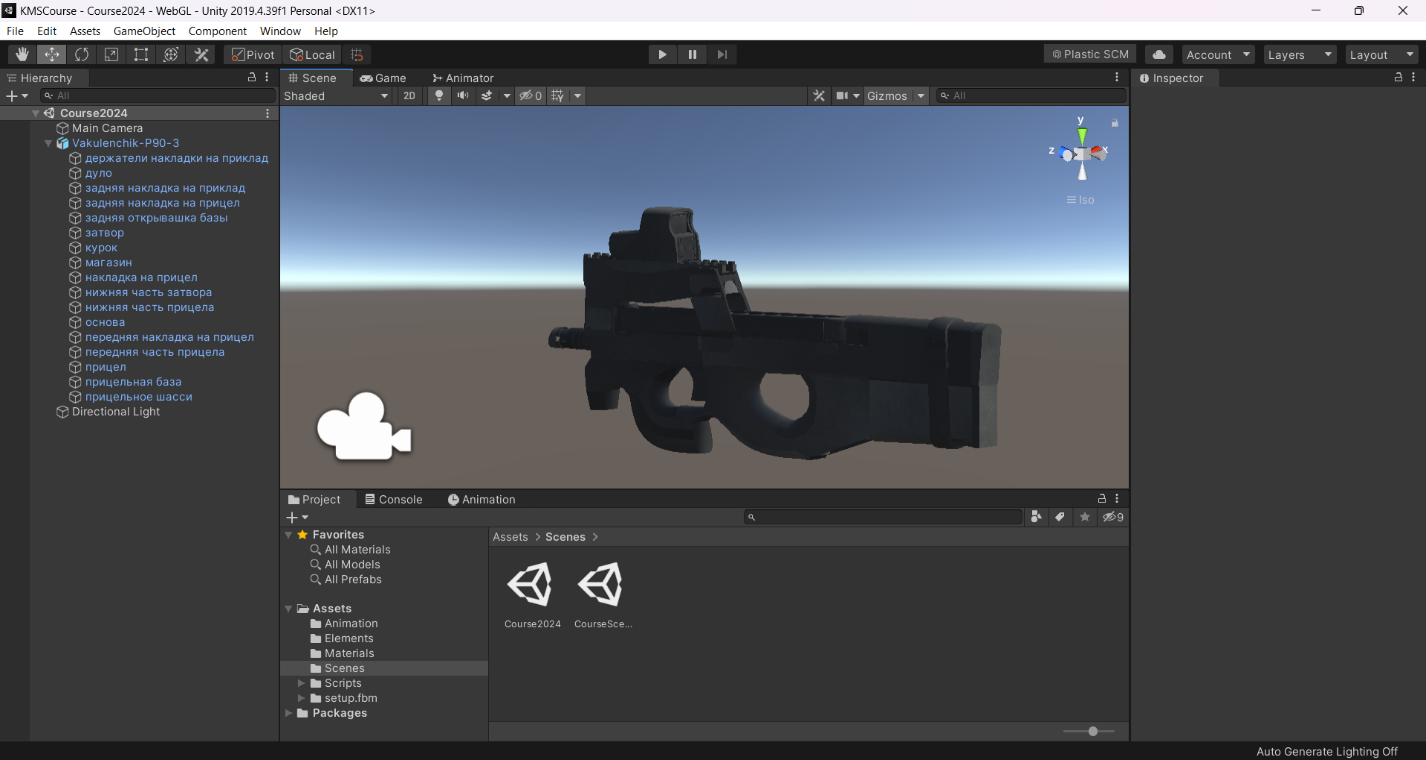 KMSCourse - Course2024 - WebGL - Unity 2019.4.39f1 Personal <DX11>
File Edit Assets GameObject Component Window Help
Pivot Local Plastic SCM Account Layers Layout
Hierarchy
All
Course2024
Main Camera
Vakulenchik-P90-3
держатели накладки на приклад
дуло
задняя накладка на приклад
задняя накладка на прицел
задняя открывашка базы
затвор
курок
магазин
накладка на прицел
нижняя часть затвора
нижняя часть прицела
основа
передняя накладка на прицел
передняя часть прицела
прицел
прицельная база
прицельное шасси
Directional Light
Scene Game Animator
Shaded 2D 0 Gizmos All
y
z x
Iso
Inspector
Project Console Animation
9
Favorites
All Materials
All Models
All Prefabs
Assets
Animation
Elements
Materials
Scenes
Scripts
setup.fbm
Packages
Assets > Scenes >
Course2024 CourseSce...
Auto Generate Lighting Off